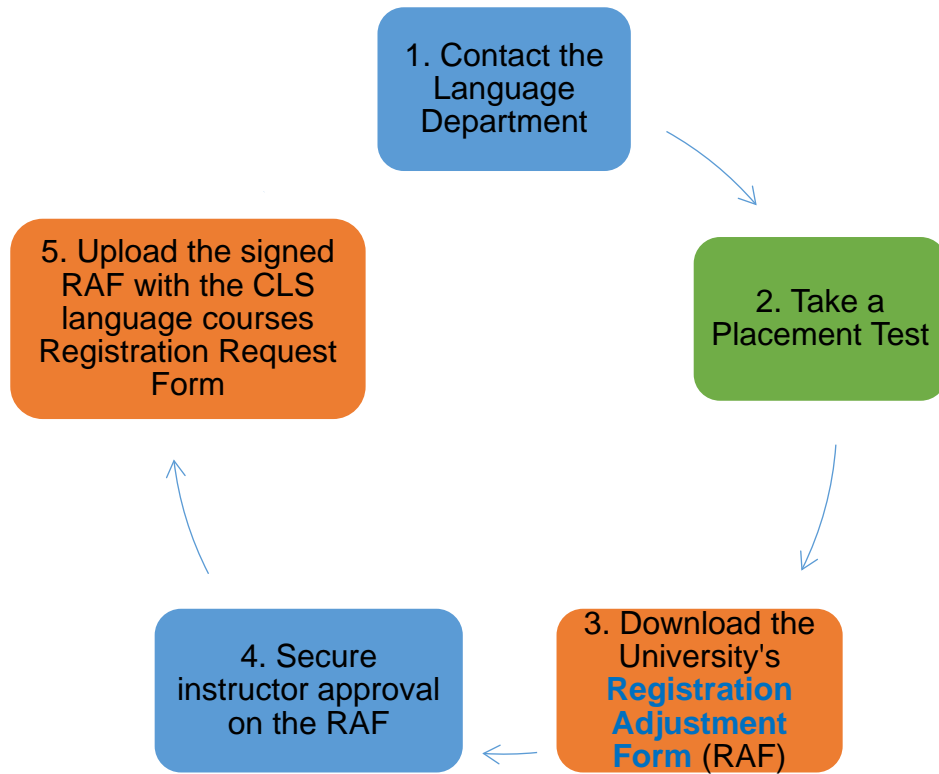 1. Contact the
Language
Department
2. Take a
Placement Test
3. Download the
University's
Registration
Adjustment
Form (RAF)
4. Secure
instructor approval
on the RAF
5. Upload the signed
RAF with the CLS
language courses
Registration Request
Form